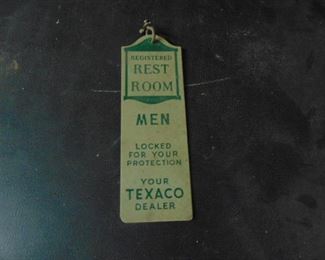 REGISTERED
REST
ROOM
MEN
LOCKED
FOR YOUR
PROTECTION
YOUR
TEXACO
DEALER